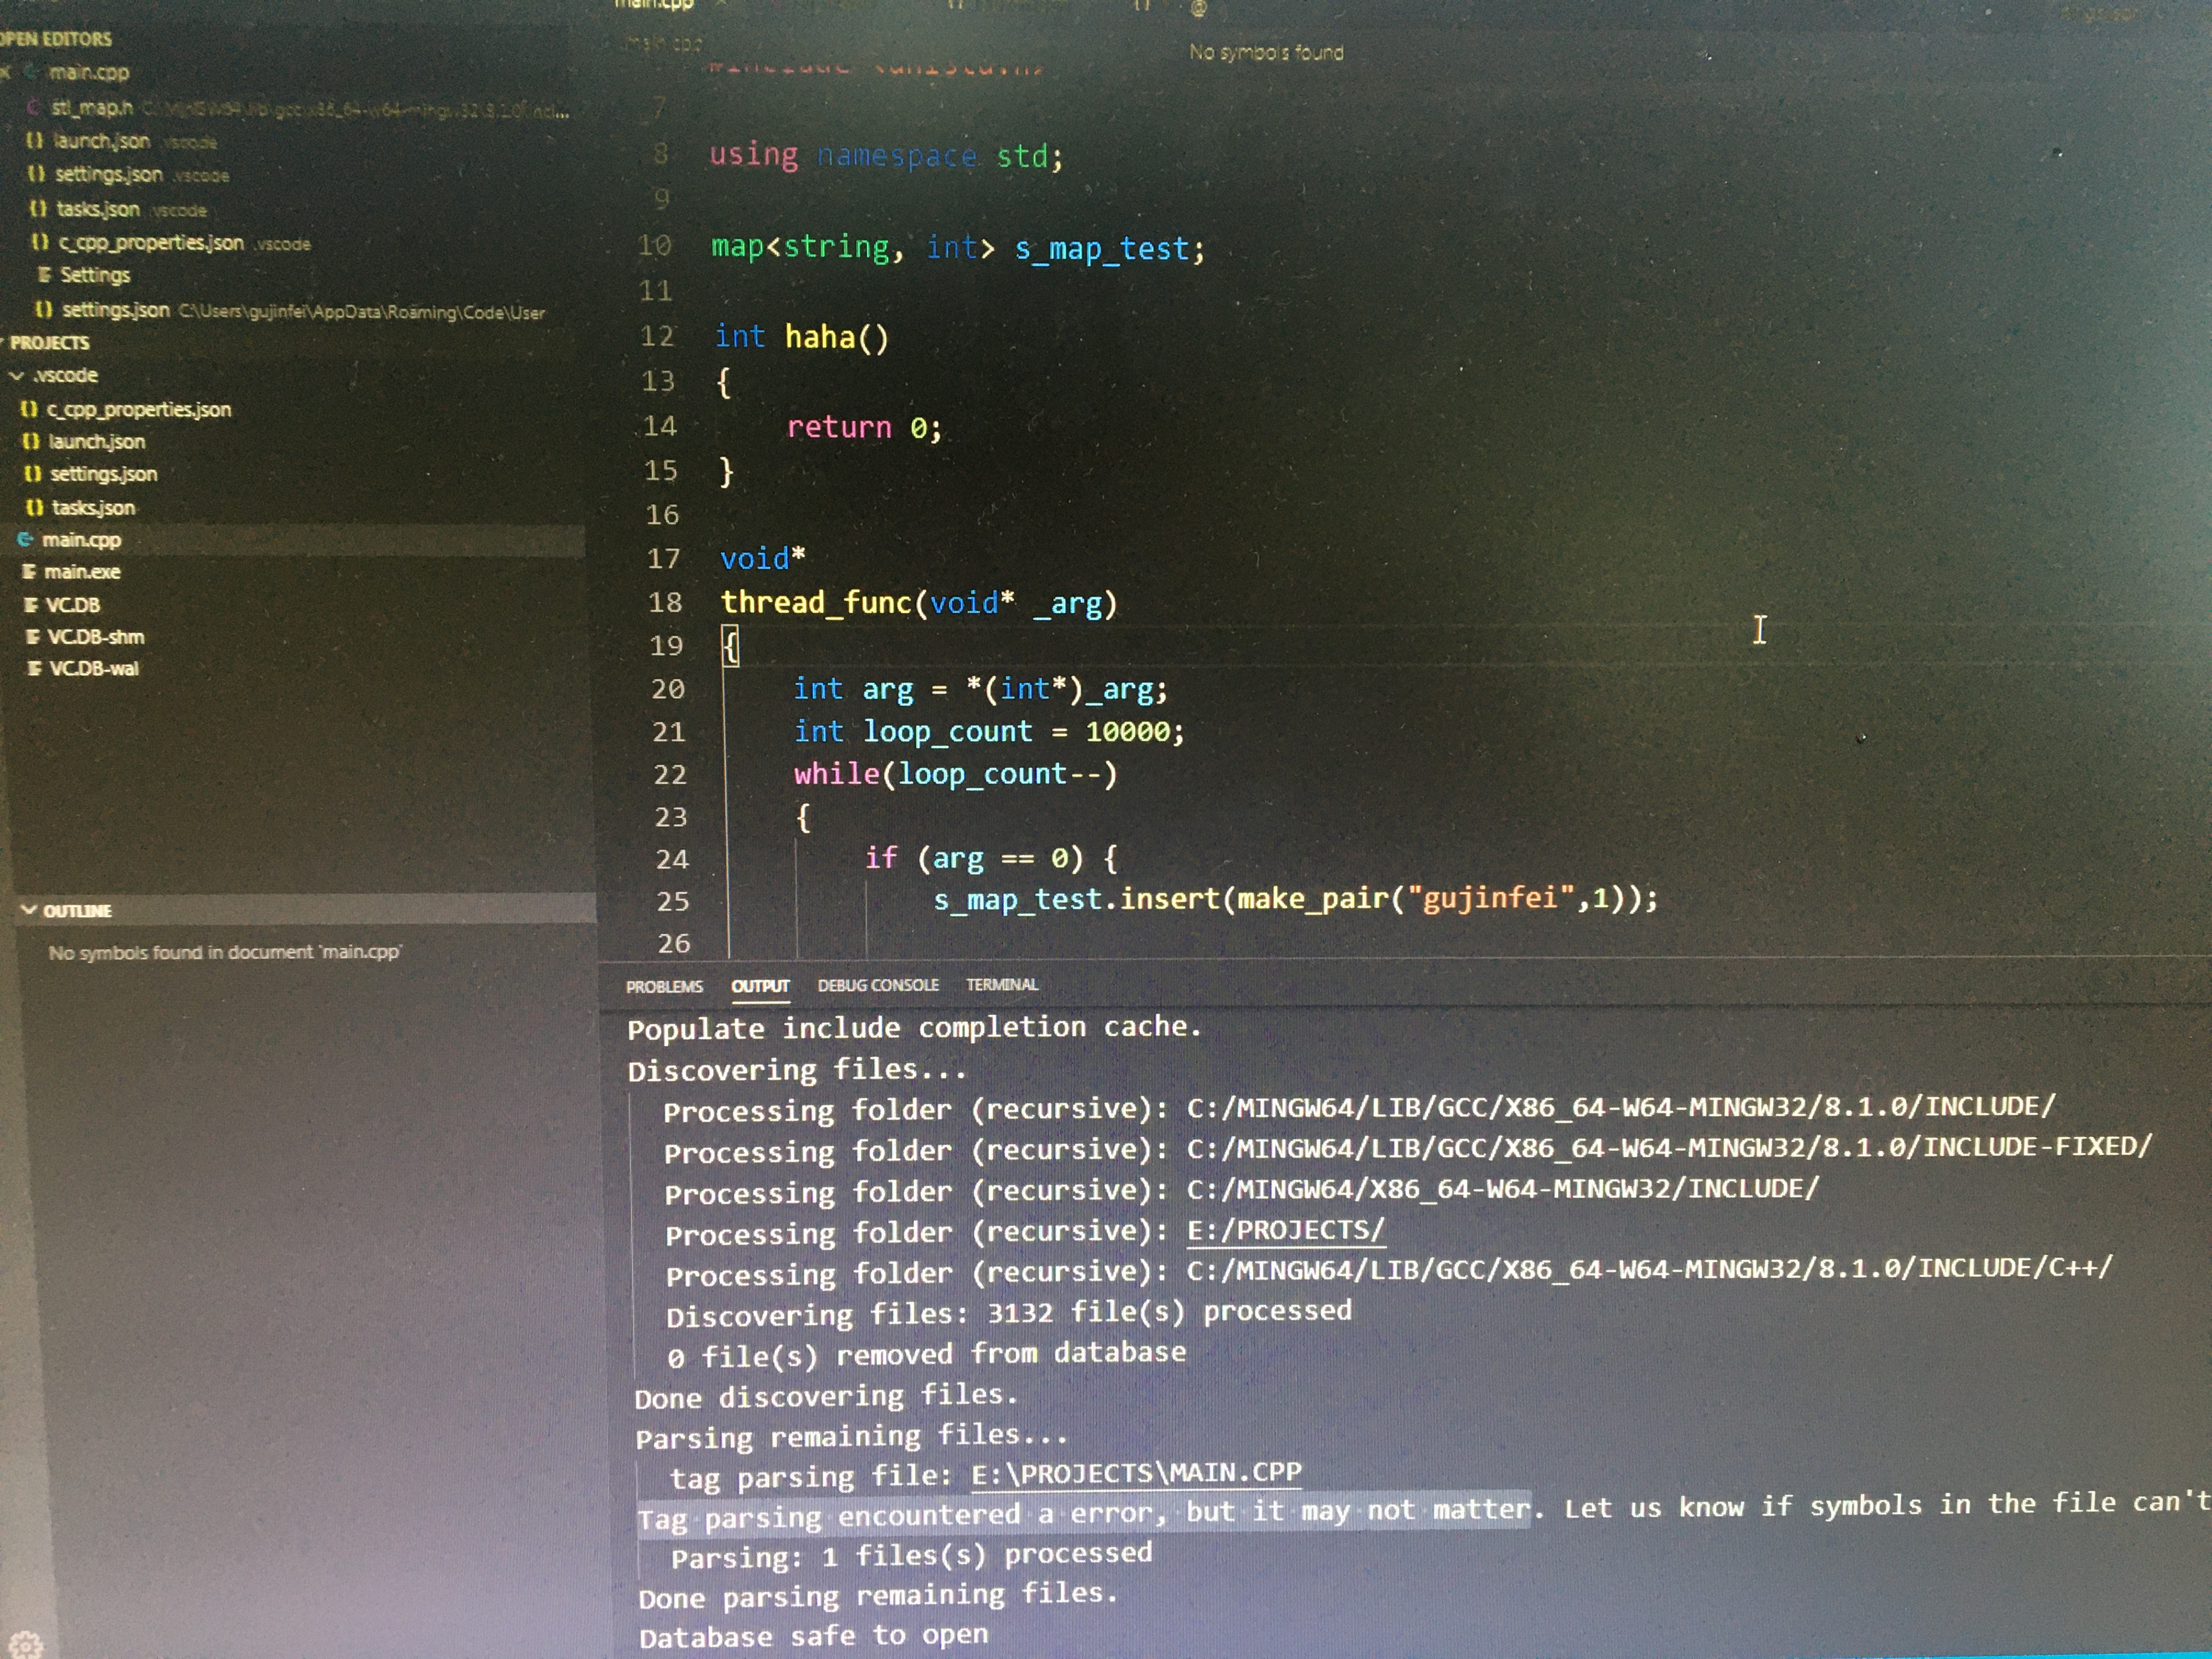 OPEN EDITORS
main.cpp
stl_map.h
launch.json .vscode
settings.json .vscode
tasks.json .vscode
c_cpp_properties.json .vscode
Settings
settings.json C:\Users\gujinfei\AppData\Roaming\Code\User
PROJECTS
.vscode
c_cpp_properties.json
launch.json
settings.json
tasks.json
main.cpp
main.exe
VC.DB
VC.DB-shm
VC.DB-wal
OUTLINE
No symbols found in document 'main.cpp'
main.cpp
main.cpp
No symbols found
7
8 using namespace std;
9
10 map<string, int> s_map_test;
11
12 int haha()
13 {
14 return 0;
15 }
16
17 void*
18 thread_func(void* _arg)
19 {
20 int arg = *(int*)_arg;
21 int loop_count = 10000;
22 while(loop_count--)
23 {
24 if (arg == 0) {
25 s_map_test.insert(make_pair("gujinfei",1));
26
PROBLEMS OUTPUT DEBUG CONSOLE TERMINAL
Populate include completion cache.
Discovering files...
Processing folder (recursive): C:/MINGW64/LIB/GCC/X86_64-W64-MINGW32/8.1.0/INCLUDE/
Processing folder (recursive): C:/MINGW64/LIB/GCC/X86_64-W64-MINGW32/8.1.0/INCLUDE-FIXED/
Processing folder (recursive): C:/MINGW64/X86_64-W64-MINGW32/INCLUDE/
Processing folder (recursive): E:/PROJECTS/
Processing folder (recursive): C:/MINGW64/LIB/GCC/X86_64-W64-MINGW32/8.1.0/INCLUDE/C++/
Discovering files: 3132 file(s) processed
0 file(s) removed from database
Done discovering files.
Parsing remaining files...
tag parsing file: E:\PROJECTS\MAIN.CPP
Tag parsing encountered a error, but it may not matter. Let us know if symbols in the file can't
Parsing: 1 files(s) processed
Done parsing remaining files.
Database safe to open